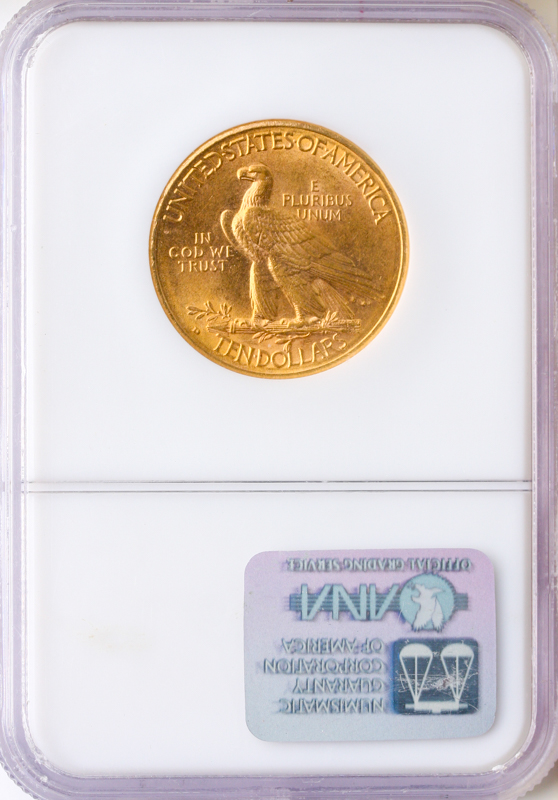 UNITED·STATES·OF·AMERICA
E
PLURIBUS
UNUM
IN
GOD WE
TRUST
D
TEN·DOLLARS
NUMISMATIC
GUARANTY
CORPORATION
OF AMERICA
ANA
OFFICIAL GRADING SERVICE